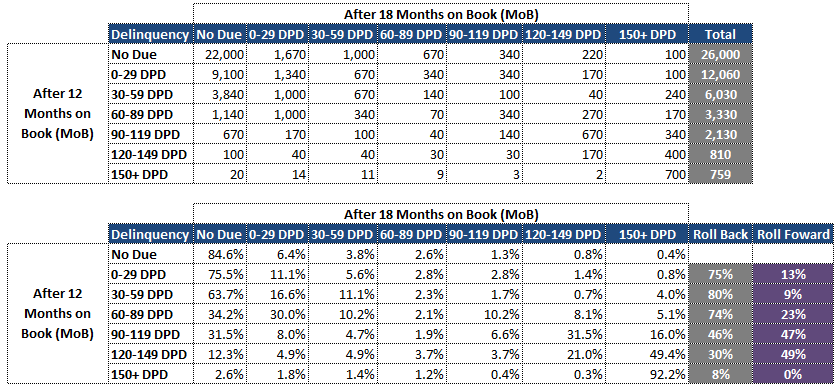 After 18 Months on Book (MoB)
Delinquency No Due 0-29 DPD 30-59 DPD 60-89 DPD 90-119 DPD 120-149 DPD 150+ DPD Total
After 12 Months on Book (MoB)
No Due 22,000 1,670 1,000 670 340 220 100 26,000
0-29 DPD 9,100 1,340 670 340 340 170 100 12,060
30-59 DPD 3,840 1,000 670 140 100 40 240 6,030
60-89 DPD 1,140 1,000 340 70 340 270 170 3,330
90-119 DPD 670 170 100 40 140 670 340 2,130
120-149 DPD 100 40 40 30 30 170 400 810
150+ DPD 20 14 11 9 3 2 700 759
After 18 Months on Book (MoB)
Delinquency No Due 0-29 DPD 30-59 DPD 60-89 DPD 90-119 DPD 120-149 DPD 150+ DPD Roll Back Roll Foward
After 12 Months on Book (MoB)
No Due 84.6% 6.4% 3.8% 2.6% 1.3% 0.8% 0.4%
0-29 DPD 75.5% 11.1% 5.6% 2.8% 2.8% 1.4% 0.8% 75% 13%
30-59 DPD 63.7% 16.6% 11.1% 2.3% 1.7% 0.7% 4.0% 80% 9%
60-89 DPD 34.2% 30.0% 10.2% 2.1% 10.2% 8.1% 5.1% 74% 23%
90-119 DPD 31.5% 8.0% 4.7% 1.9% 6.6% 31.5% 16.0% 46% 47%
120-149 DPD 12.3% 4.9% 4.9% 3.7% 3.7% 21.0% 49.4% 30% 49%
150+ DPD 2.6% 1.8% 1.4% 1.2% 0.4% 0.3% 92.2% 8% 0%